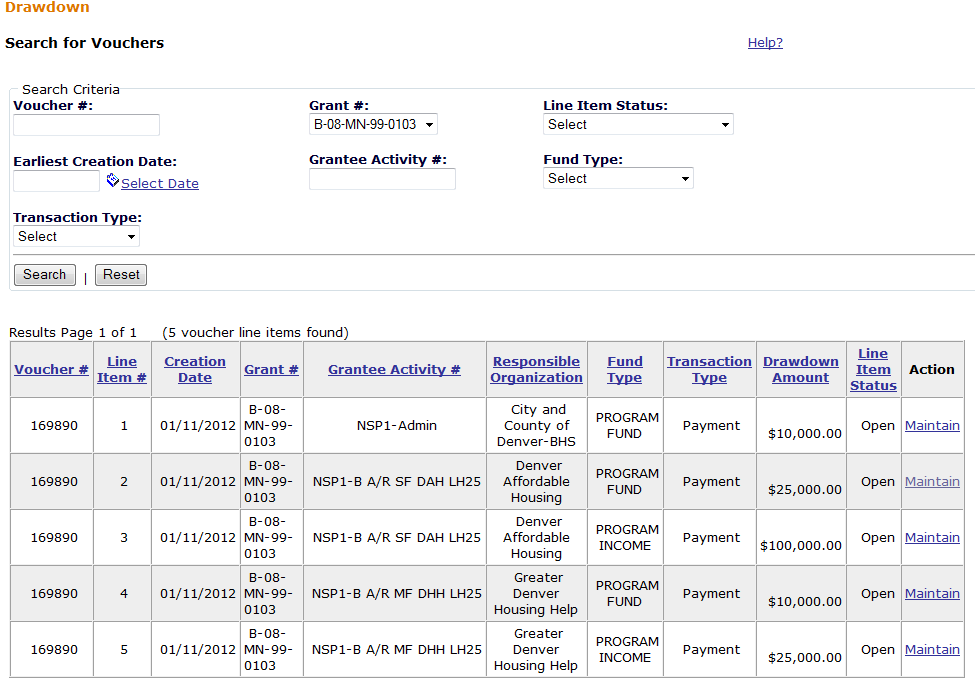 Drawdown
Search for Vouchers
Help?
Search Criteria
Voucher #:
Grant #:
Line Item Status:
B-08-MN-99-0103
Select
Earliest Creation Date:
Grantee Activity #:
Fund Type:
Select Date
Select
Transaction Type:
Select
Search | Reset
Results Page 1 of 1 (5 voucher line items found)
Voucher #
Line
Item #
Creation
Date
Grant #
Grantee Activity #
Responsible
Organization
Fund
Type
Transaction
Type
Drawdown
Amount
Line
Item
Status
Action
169890
1
01/11/2012
B-08-
MN-99-
0103
NSP1-Admin
City and
County of
Denver-BHS
PROGRAM
FUND
Payment
$10,000.00
Open
Maintain
169890
2
01/11/2012
B-08-
MN-99-
0103
NSP1-B A/R SF DAH LH25
Denver
Affordable
Housing
PROGRAM
FUND
Payment
$25,000.00
Open
Maintain
169890
3
01/11/2012
B-08-
MN-99-
0103
NSP1-B A/R SF DAH LH25
Denver
Affordable
Housing
PROGRAM
INCOME
Payment
$100,000.00
Open
Maintain
169890
4
01/11/2012
B-08-
MN-99-
0103
NSP1-B A/R MF DHH LH25
Greater
Denver
Housing Help
PROGRAM
FUND
Payment
$10,000.00
Open
Maintain
169890
5
01/11/2012
B-08-
MN-99-
0103
NSP1-B A/R MF DHH LH25
Greater
Denver
Housing Help
PROGRAM
INCOME
Payment
$25,000.00
Open
Maintain